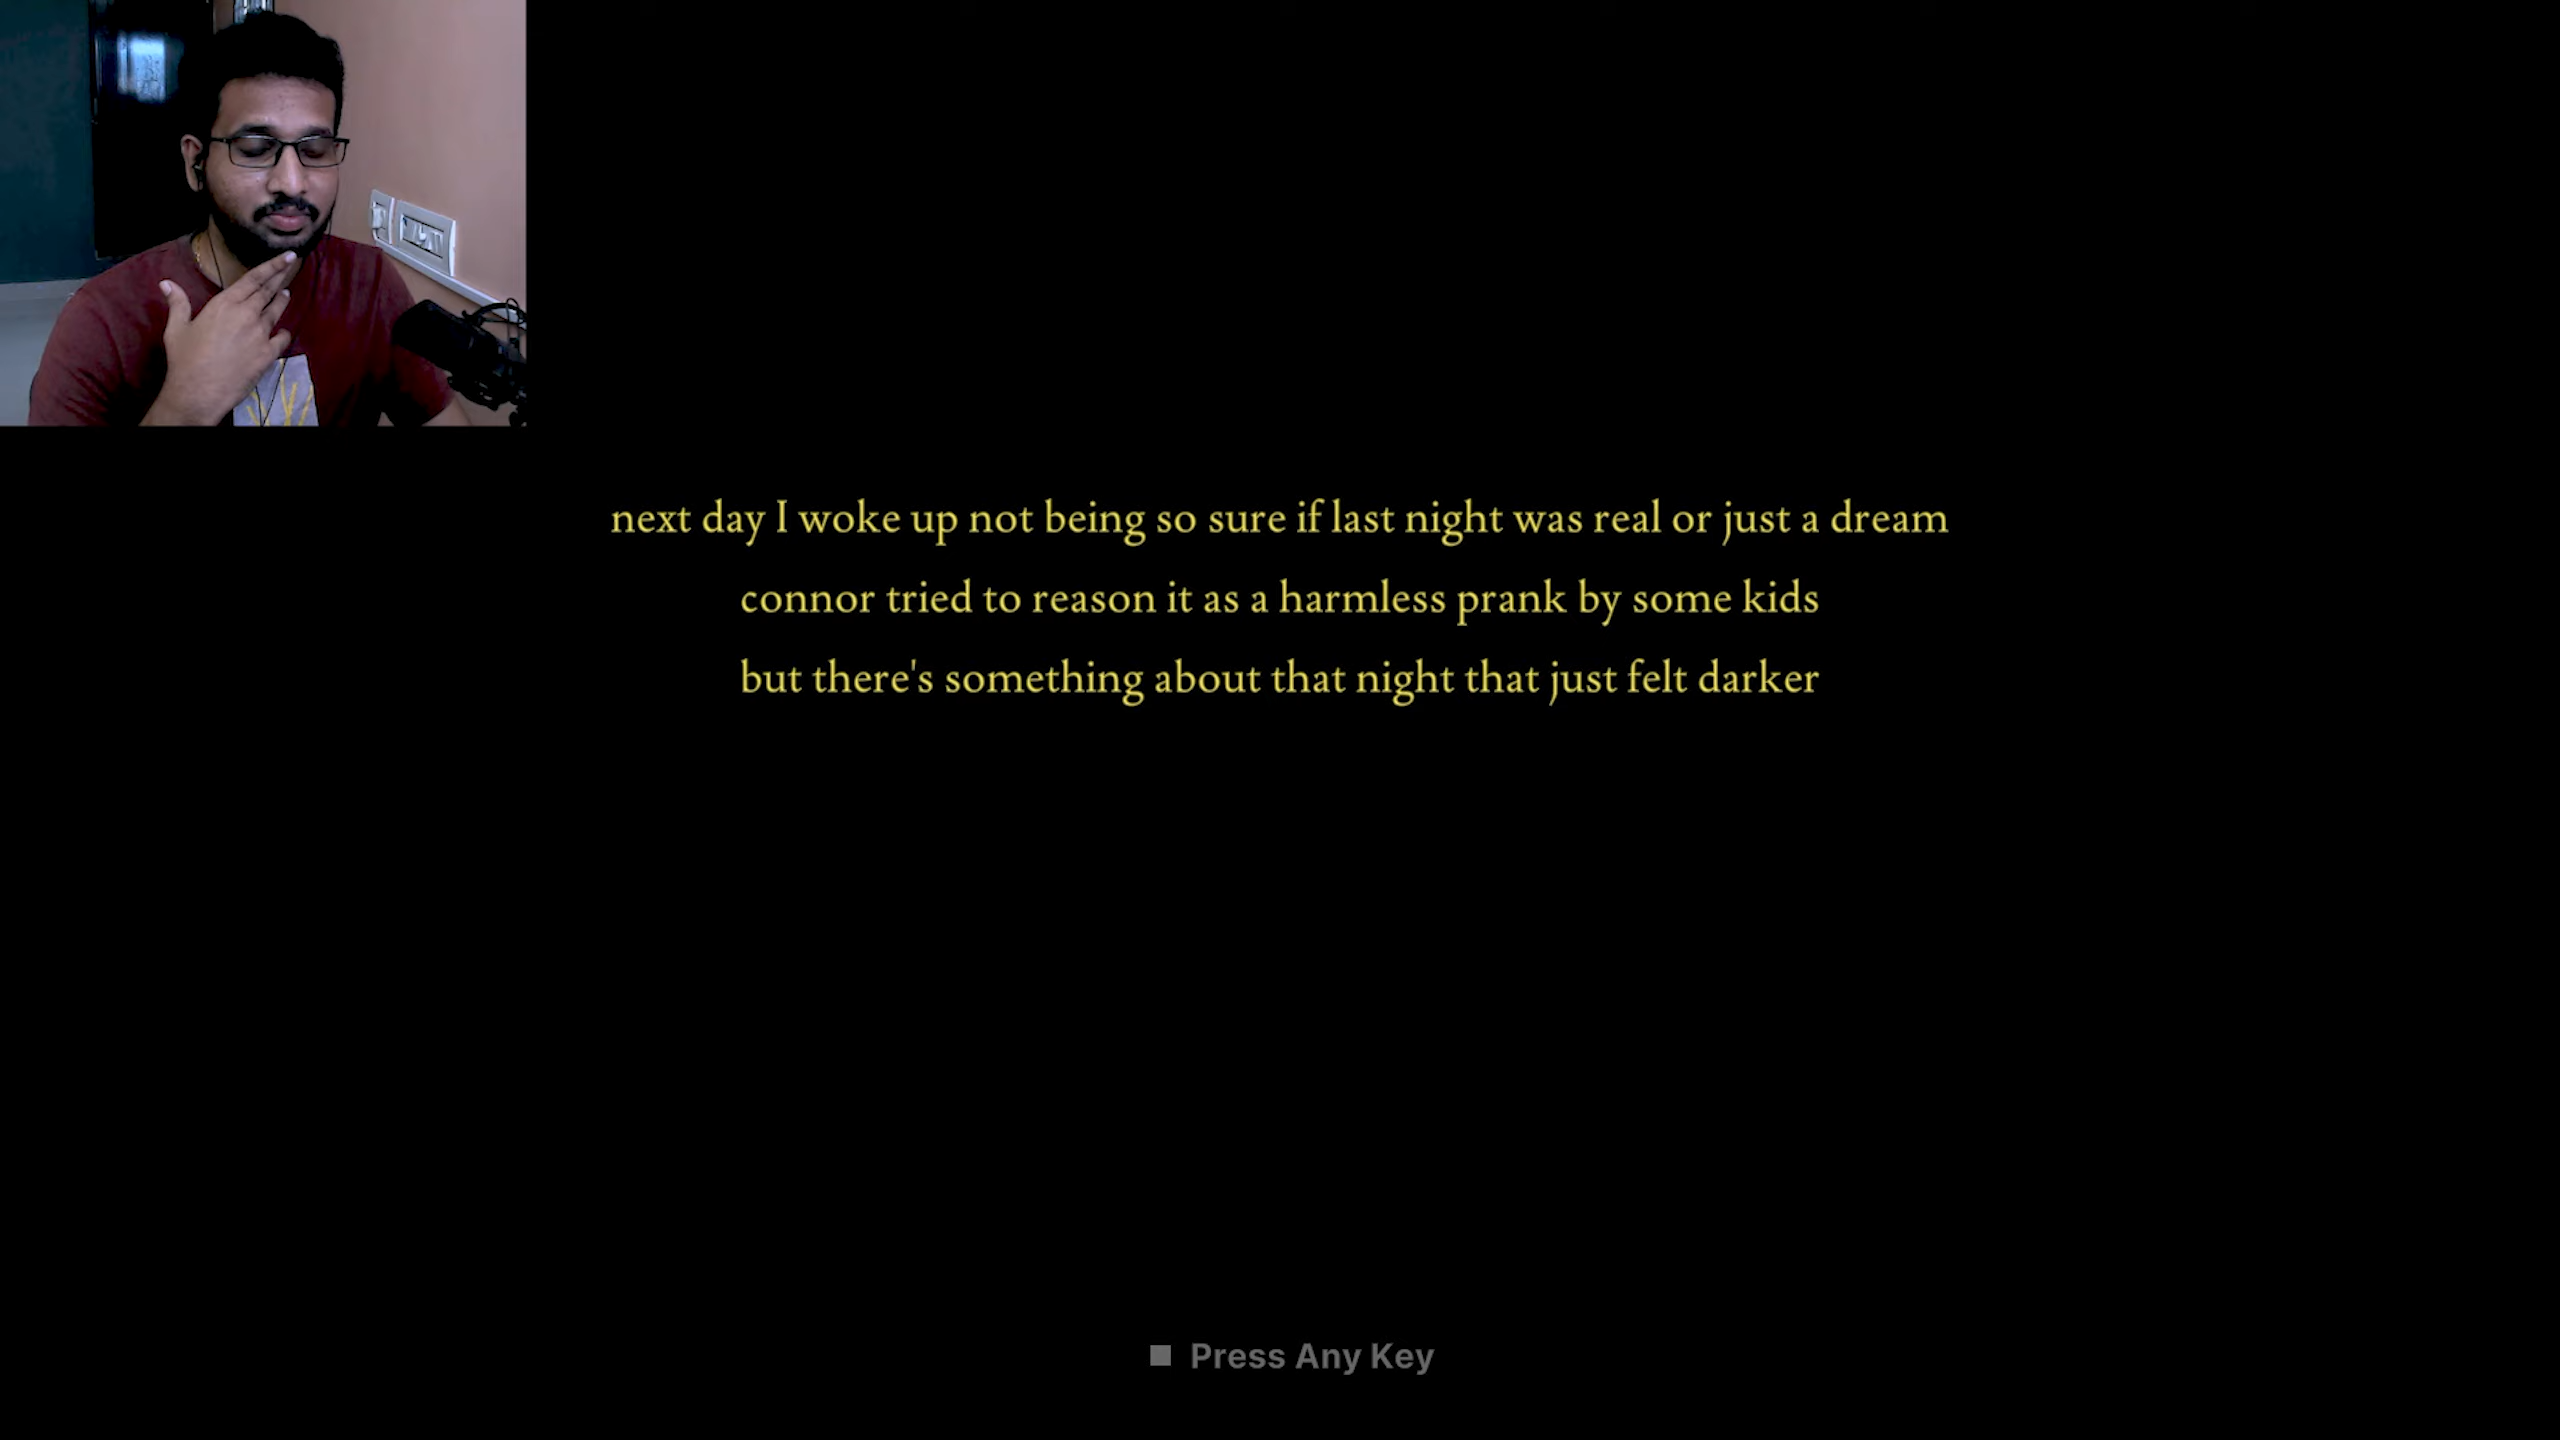 next day I woke up not being so sure if last night was real or just a dream
connor tried to reason it as a harmless prank by some kids
but there's something about that night that just felt darker
Press Any Key